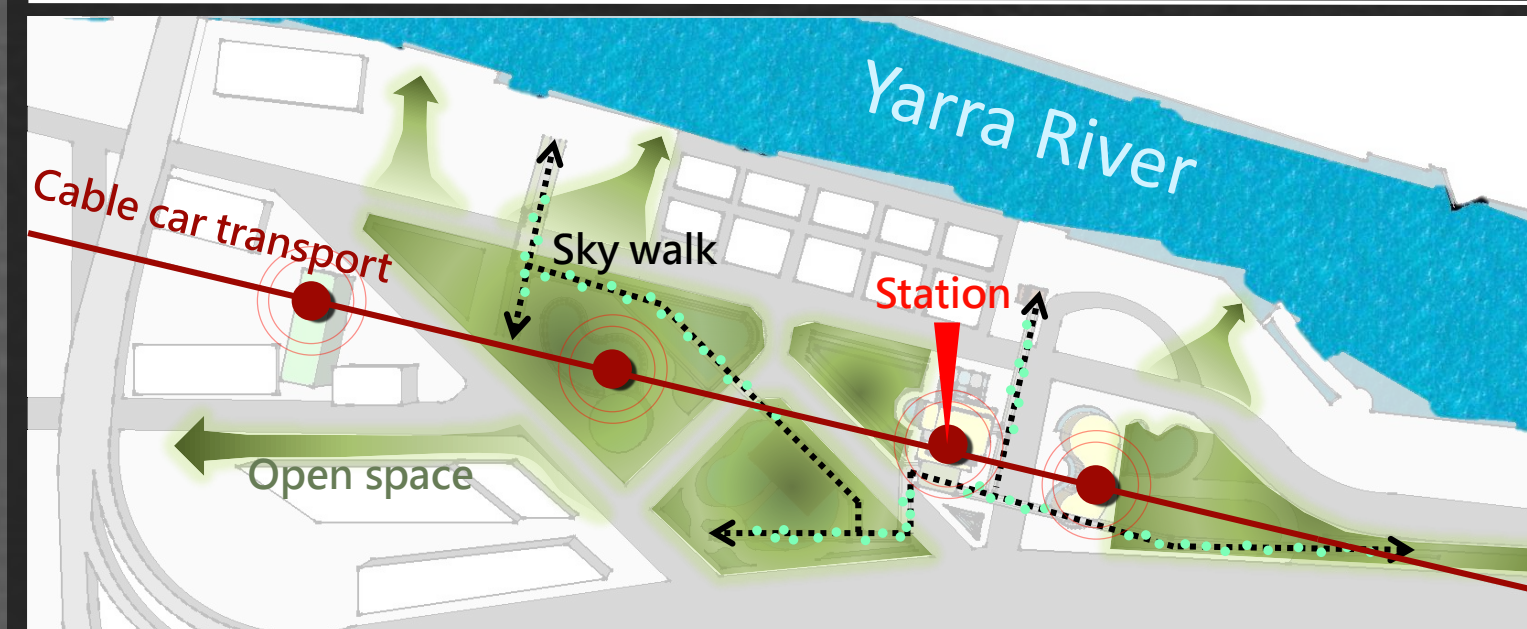 Yarra River
Cable car transport
Sky walk
Station
Open space